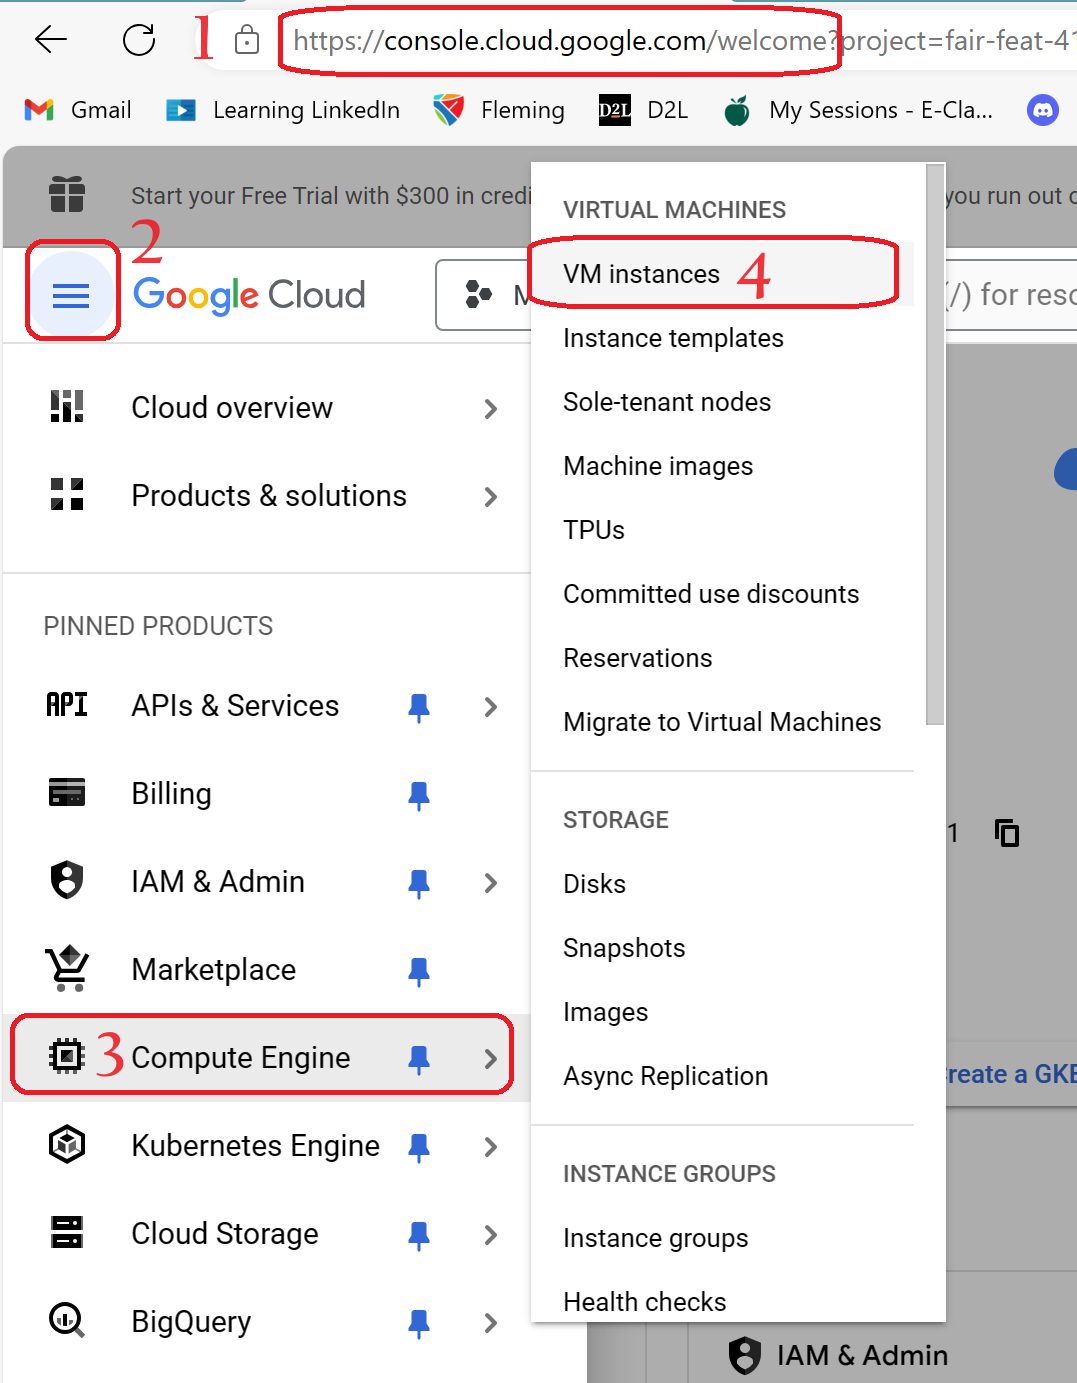 1 https://console.cloud.google.com/welcome?project=fair-feat-41
Gmail Learning LinkedIn Fleming D2L D2L My Sessions - E-Cla...
Start your Free Trial with $300 in credi
you run out o
2
Google Cloud
M
(/) for reso
Cloud overview
Products & solutions
PINNED PRODUCTS
API APIs & Services
Billing
IAM & Admin
Marketplace
3 Compute Engine
Kubernetes Engine
Cloud Storage
BigQuery
VIRTUAL MACHINES
VM instances 4
Instance templates
Sole-tenant nodes
Machine images
TPUs
Committed use discounts
Reservations
Migrate to Virtual Machines
STORAGE
Disks
Snapshots
Images
Async Replication
INSTANCE GROUPS
Instance groups
Health checks
1
reate a GKE
IAM & Admin